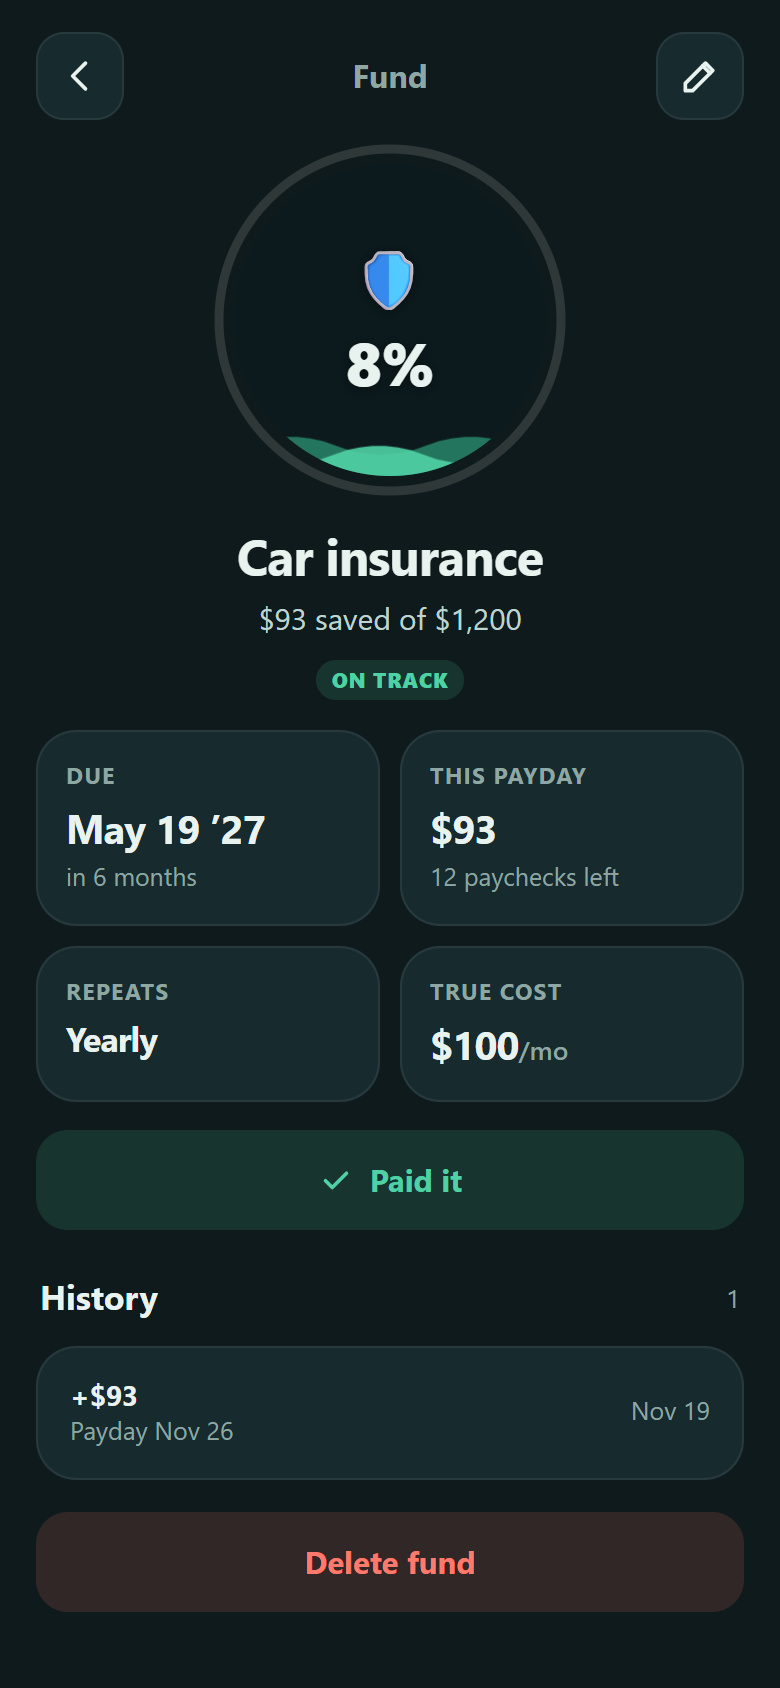 Fund
8%
Car insurance
$93 saved of $1,200
ON TRACK
DUE
May 19 ’27
in 6 months
THIS PAYDAY
$93
12 paychecks left
REPEATS
Yearly
TRUE COST
$100/mo
Paid it
History
1
+$93
Payday Nov 26
Nov 19
Delete fund